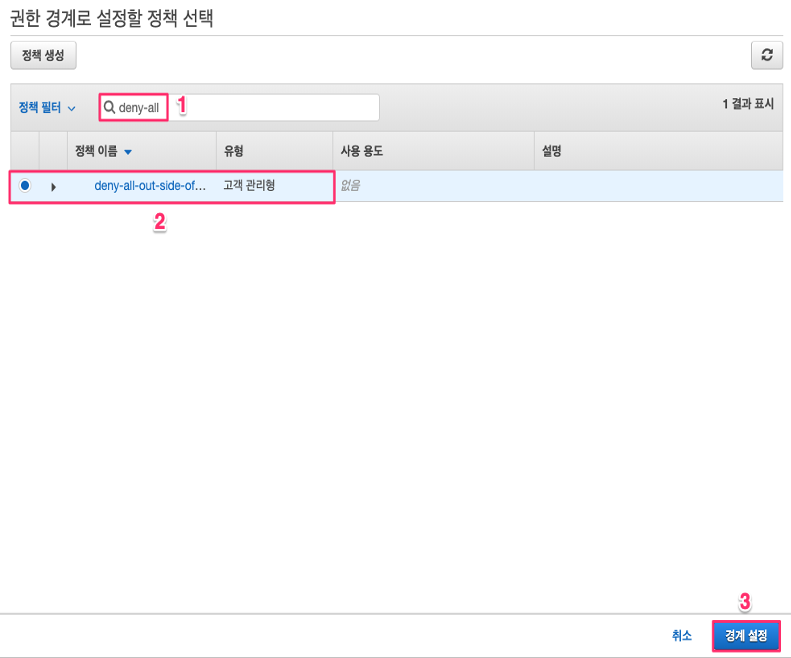 권한 경계로 설정할 정책 선택
정책 생성
정책 필터 deny-all 1 1 결과 표시
정책 이름 유형 사용 용도 설명
deny-all-out-side-of... 고객 관리형 없음
2
3
취소 경계 설정